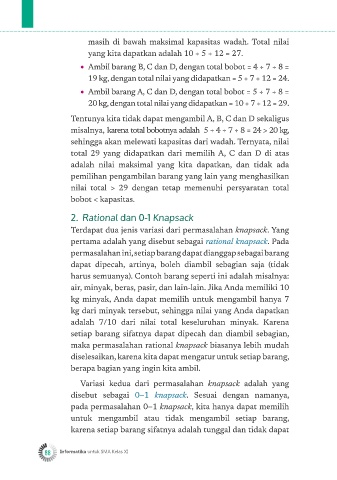 masih di bawah maksimal kapasitas wadah. Total nilai
yang kita dapatkan adalah 10 + 5 + 12 = 27.
• Ambil barang B, C dan D, dengan total bobot = 4 + 7 + 8 =
19 kg, dengan total nilai yang didapatkan = 5 + 7 + 12 = 24.
• Ambil barang A, C dan D, dengan total bobot = 5 + 7 + 8 =
20 kg, dengan total nilai yang didapatkan = 10 + 7 + 12 = 29.
Tentunya kita tidak dapat mengambil A, B, C dan D sekaligus
misalnya, karena total bobotnya adalah 5 + 4 + 7 + 8 = 24 > 20 kg,
sehingga akan melewati kapasitas dari wadah. Ternyata, nilai
total 29 yang didapatkan dari memilih A, C dan D di atas
adalah nilai maksimal yang kita dapatkan, dan tidak ada
pemilihan pengambilan barang yang lain yang menghasilkan
nilai total > 29 dengan tetap memenuhi persyaratan total
bobot < kapasitas.
2. Rational dan 0-1 Knapsack
Terdapat dua jenis variasi dari permasalahan knapsack. Yang
pertama adalah yang disebut sebagai rational knapsack. Pada
permasalahan ini, setiap barang dapat dianggap sebagai barang
dapat dipecah, artinya, boleh diambil sebagian saja (tidak
harus semuanya). Contoh barang seperti ini adalah misalnya:
air, minyak, beras, pasir, dan lain-lain. Jika Anda memiliki 10
kg minyak, Anda dapat memilih untuk mengambil hanya 7
kg dari minyak tersebut, sehingga nilai yang Anda dapatkan
adalah 7/10 dari nilai total keseluruhan minyak. Karena
setiap barang sifatnya dapat dipecah dan diambil sebagian,
maka permasalahan rational knapsack biasanya lebih mudah
diselesaikan, karena kita dapat mengatur untuk setiap barang,
berapa bagian yang ingin kita ambil.
Variasi kedua dari permasalahan knapsack adalah yang
disebut sebagai 0–1 knapsack. Sesuai dengan namanya,
pada permasalahan 0–1 knapsack, kita hanya dapat memilih
untuk mengambil atau tidak mengambil setiap barang,
karena setiap barang sifatnya adalah tunggal dan tidak dapat
88 Informatika untuk SMA Kelas XI